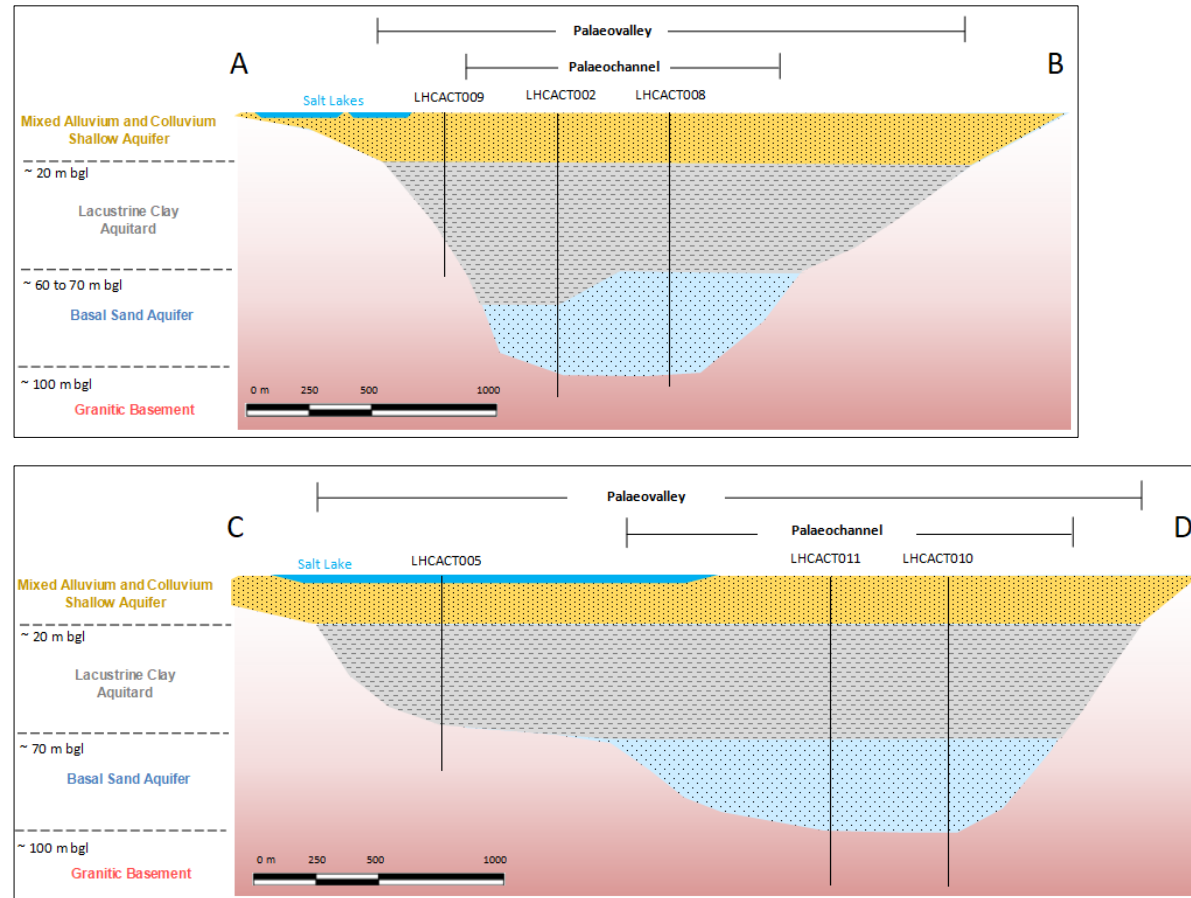 Palaeovalley
A
B
Palaeochannel
LHCACT009
LHCACT002
LHCACT008
Salt Lakes
Mixed Alluvium and Colluvium
Shallow Aquifer
~ 20 m bgl
Lacustrine Clay
Aquitard
~ 60 to 70 m bgl
Basal Sand Aquifer
~ 100 m bgl
Granitic Basement
0 m
250
500
1000
Palaeovalley
C
D
Palaeochannel
Salt Lake
LHCACT005
LHCACT011
LHCACT010
Mixed Alluvium and Colluvium
Shallow Aquifer
~ 20 m bgl
Lacustrine Clay
Aquitard
~ 70 m bgl
Basal Sand Aquifer
~ 100 m bgl
Granitic Basement
0 m
250
500
1000